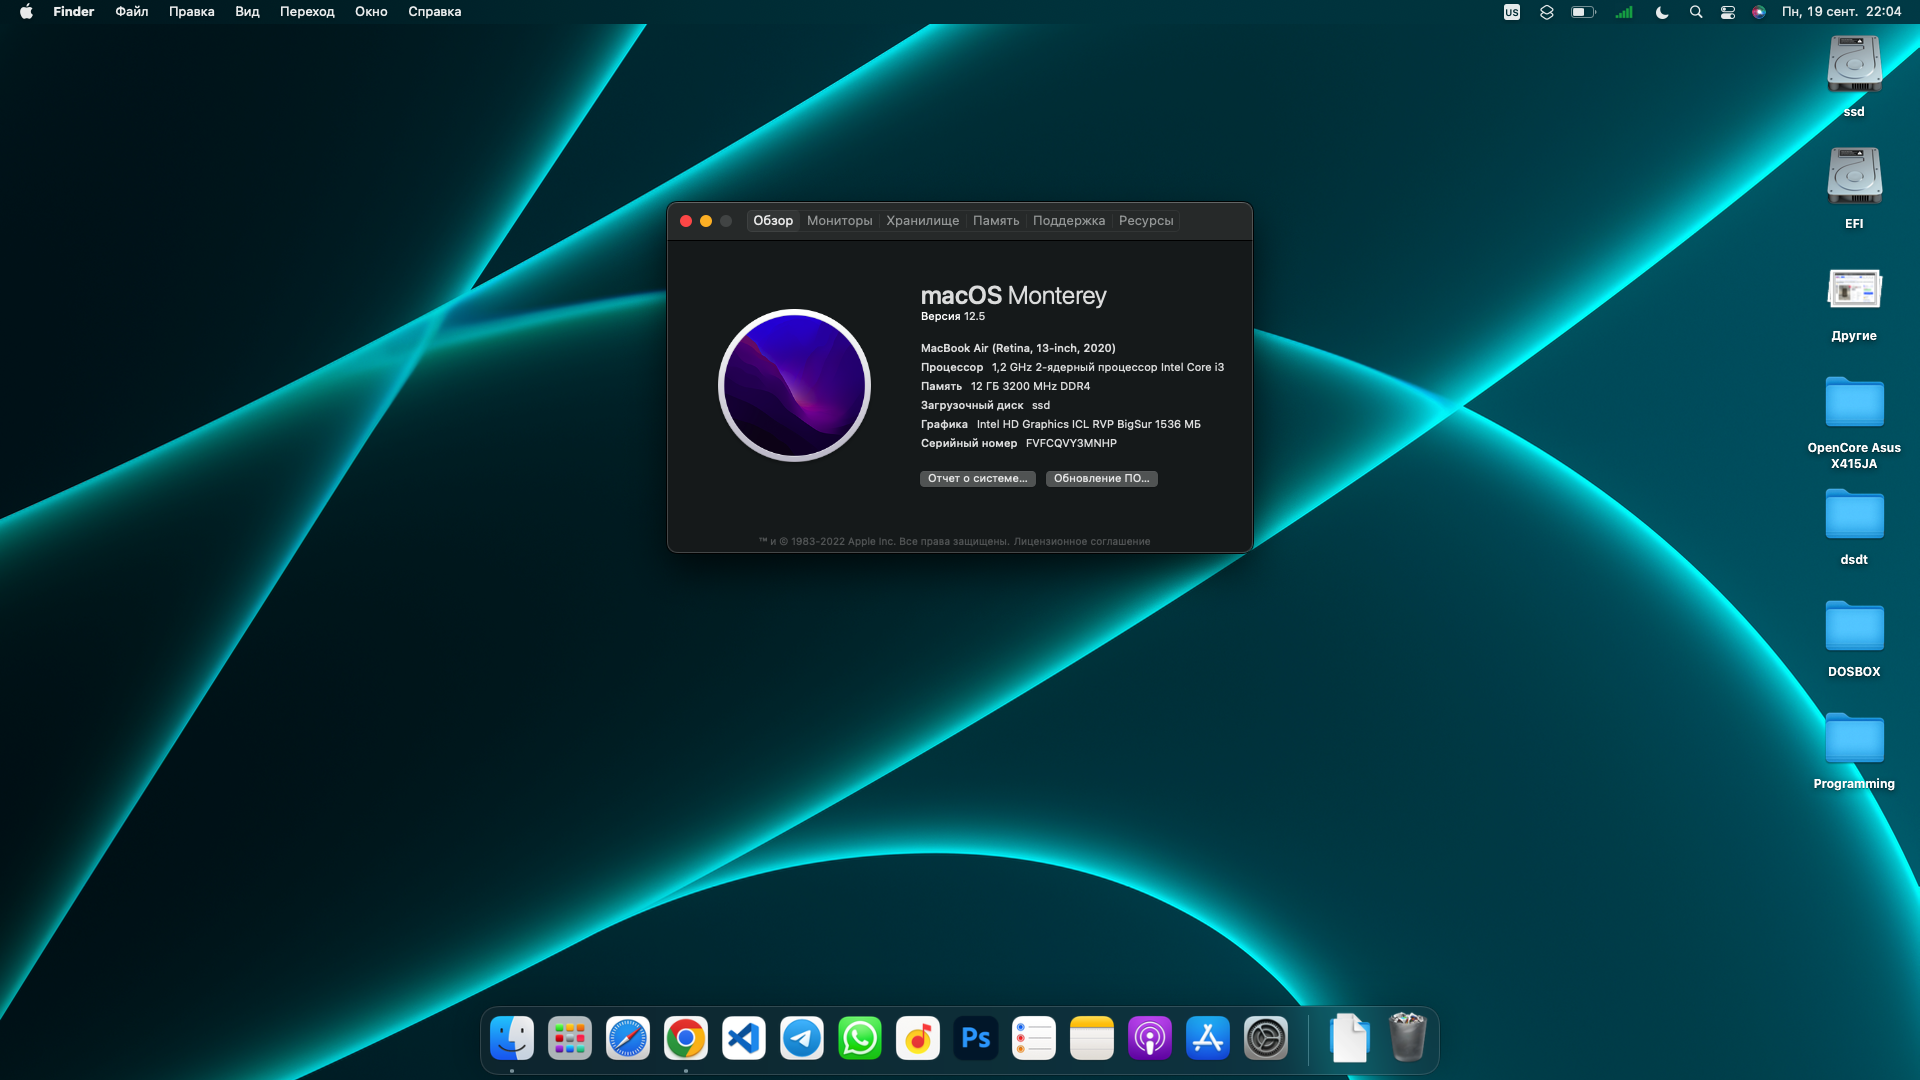 Finder Файл Правка Вид Переход Окно Справка
US Пн, 19 сент. 22:04
Обзор Мониторы Хранилище Память Поддержка Ресурсы
macOS Monterey
Версия 12.5
MacBook Air (Retina, 13-inch, 2020)
Процессор 1,2 GHz 2-ядерный процессор Intel Core i3
Память 12 ГБ 3200 MHz DDR4
Загрузочный диск ssd
Графика Intel HD Graphics ICL RVP BigSur 1536 МБ
Серийный номер FVFCQVY3MNHP
Отчет о системе... Обновление ПО...
™ и © 1983-2022 Apple Inc. Все права защищены. Лицензионное соглашение
ssd
EFI
Другие
OpenCore Asus
X415JA
dsdt
DOSBOX
Programming
Ps